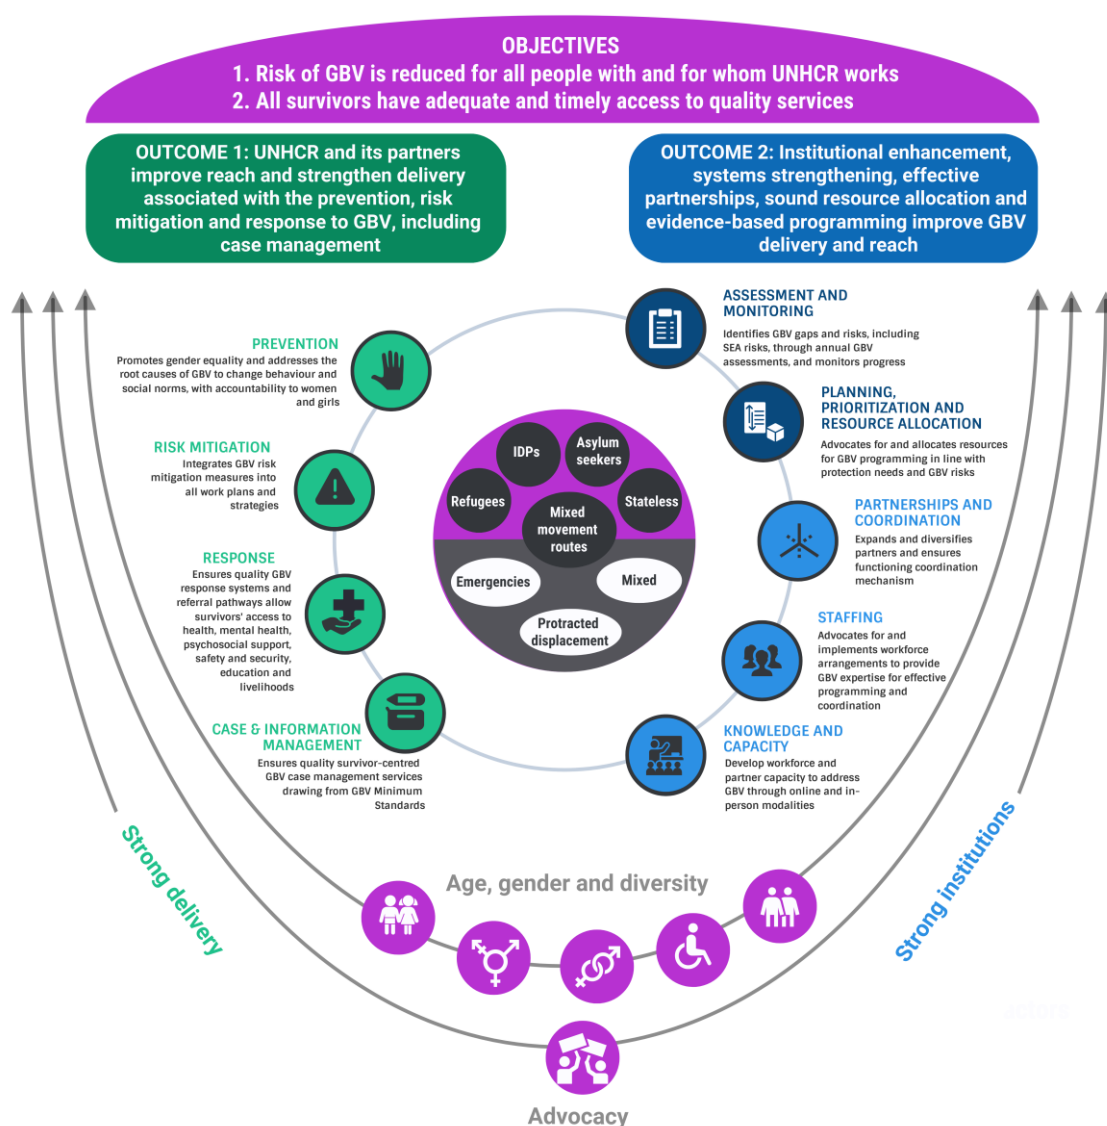 OBJECTIVES
1. Risk of GBV is reduced for all people with and for whom UNHCR works
2. All survivors have adequate and timely access to quality services
OUTCOME 1: UNHCR and its partners
improve reach and strengthen delivery
associated with the prevention, risk
mitigation and response to GBV, including
case management
OUTCOME 2: Institutional enhancement,
systems strengthening, effective
partnerships, sound resource allocation and
evidence-based programming improve GBV
delivery and reach
PREVENTION
Promotes gender equality and addresses the
root causes of GBV to change behaviour and
social norms, with accountability to women
and girls
RISK MITIGATION
Integrates GBV risk
mitigation measures into
all work plans and
strategies
RESPONSE
Ensures quality GBV
response systems and
referral pathways allow
survivors' access to
health, mental health,
psychosocial support,
safety and security,
education and
livelihoods
CASE & INFORMATION
MANAGEMENT
Ensures quality survivor-centred
GBV case management services
drawing from GBV Minimum
Standards
IDPs
Asylum
seekers
Refugees
Stateless
Mixed
movement
routes
Emergencies
Mixed
Protracted
displacement
ASSESSMENT AND
MONITORING
Identifies GBV gaps and risks, including
SEA risks, through annual GBV
assessments, and monitors progress
PLANNING,
PRIORITIZATION AND
RESOURCE ALLOCATION
Advocates for and allocates resources
for GBV programming in line with
protection needs and GBV risks
PARTNERSHIPS AND
COORDINATION
Expands and diversifies
partners and ensures
functioning coordination
mechanism
STAFFING
Advocates for and
implements workforce
arrangements to provide
GBV expertise for effective
programming and
coordination
KNOWLEDGE AND
CAPACITY
Develop workforce and
partner capacity to address
GBV through online and in-
person modalities
Strong delivery
Strong institutions
Age, gender and diversity
Advocacy